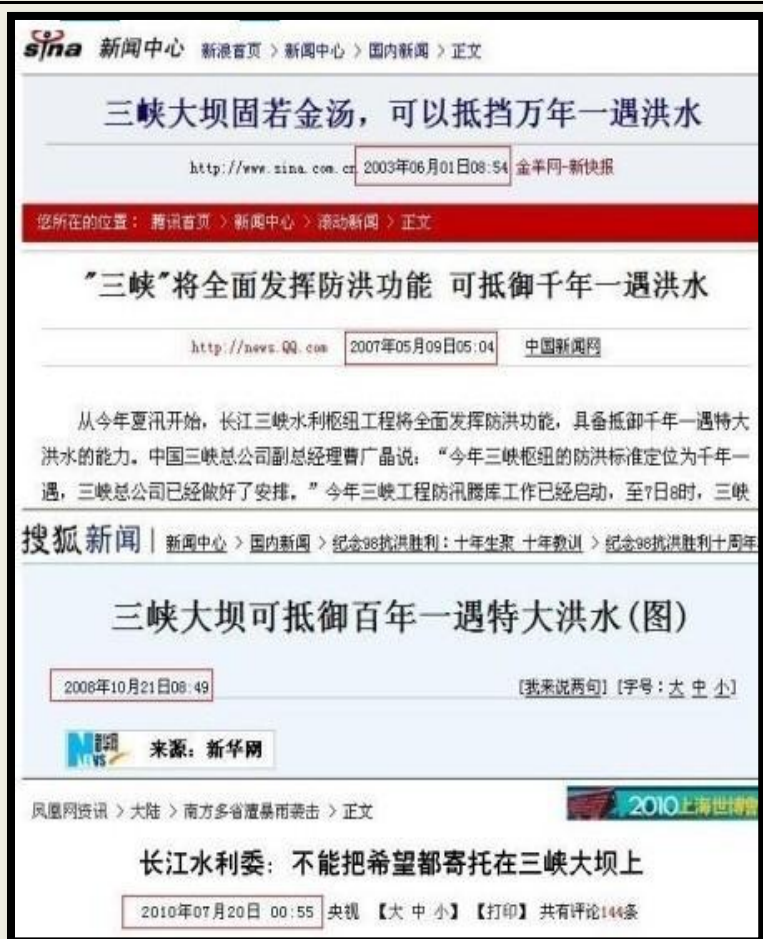 sina 新闻中心 新浪首页 > 新闻中心 > 国内新闻 > 正文
三峡大坝固若金汤，可以抵挡万年一遇洪水
http://www.sina.com.cn 2003年06月01日08:54 金羊网-新快报
您所在的位置： 腾讯首页 > 新闻中心 > 滚动新闻 > 正文
"三峡"将全面发挥防洪功能 可抵御千年一遇洪水
http://news.QQ.com 2007年05月09日05:04 中国新闻网
从今年夏汛开始，长江三峡水利枢纽工程将全面发挥防洪功能，具备抵御千年一遇特大
洪水的能力。中国三峡总公司副总经理曹广晶说：“今年三峡枢纽的防洪标准定位为千年一
遇，三峡总公司已经做好了安排。”今年三峡工程防汛腾库工作已经启动，至7日8时，三峡
搜狐新闻 | 新闻中心 > 国内新闻 > 纪念98抗洪胜利：十年生聚 十年教训 > 纪念98抗洪胜利十周年
三峡大坝可抵御百年一遇特大洪水(图)
2008年10月21日08:49 [我来说两句] [字号：大 中 小]
新华网 NEWS 来源：新华网
凤凰网资讯 > 大陆 > 南方多省遭暴雨袭击 > 正文 2010上海世博會
长江水利委：不能把希望都寄托在三峡大坝上
2010年07月20日 00:55 央视 【大 中 小】 【打印】 共有评论144条